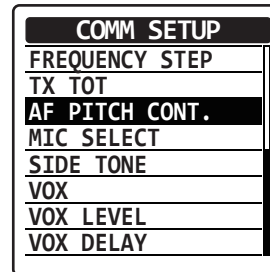 COMM SETUP
FREQUENCY STEP
TX TOT
AF PITCH CONT.
MIC SELECT
SIDE TONE
VOX
VOX LEVEL
VOX DELAY